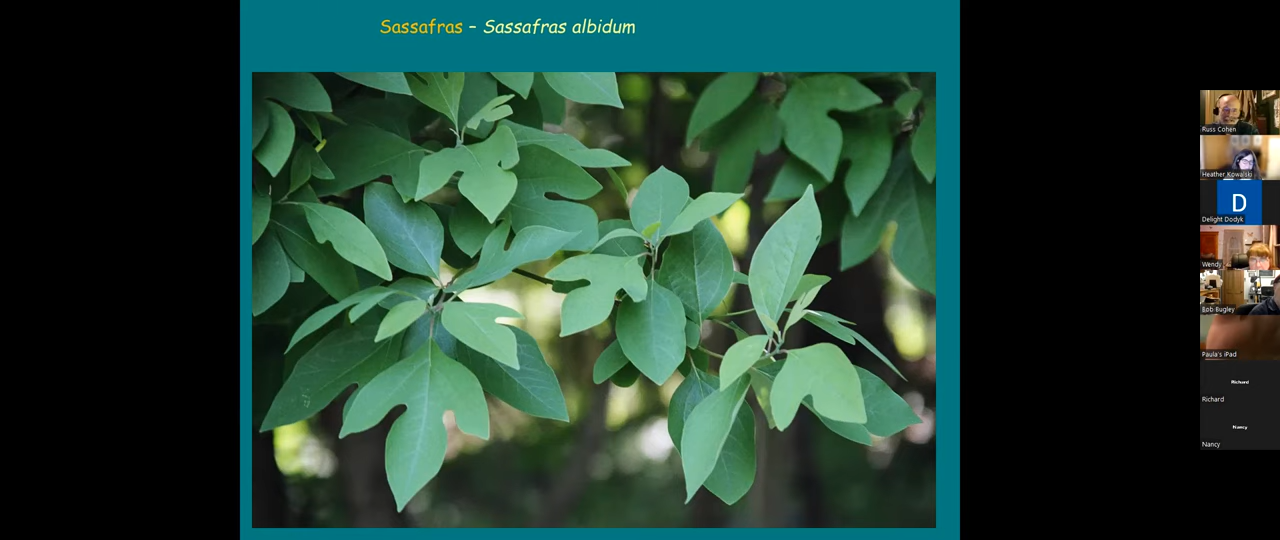 Sassafras – Sassafras albidum
Russ Cohen
Heather Kowalski
D
Delight Dodyk
Wendy
Bob Bugley
Paula's iPad
Richard
Richard
Nancy
Nancy